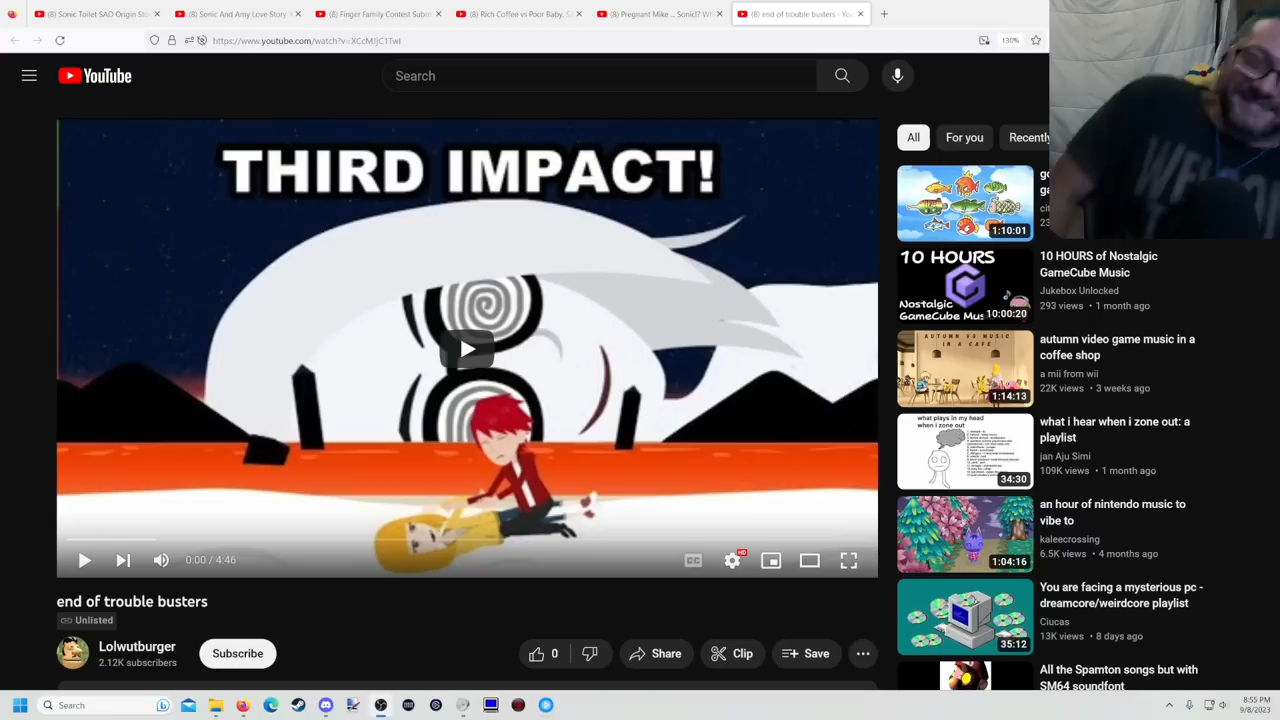 (8) Sonic Toilet SAD Origin Sto
(8) Sonic And Amy Love Story -
(8) Finger Family Contest Subm
(8) Rich Coffee vs Poor Baby, S
(8) Pregnant Mike ... Sonic!? Wh
(8) end of trouble busters - You
https://www.youtube.com/watch?v=XCcMJjC1TwI
130%
YouTube
Search
All
For you
Recently
THIRD IMPACT!
0:00 / 4:46
HD
end of trouble busters
Unlisted
Lolwutburger
2.12K subscribers
Subscribe
0
Share
Clip
Save
1:10:01
10 HOURS
Nostalgic
10:00:20
10 HOURS of Nostalgic
GameCube Music
Jukebox Unlocked
293 views • 1 month ago
AUTUMN VG MUSIC
IN A CAFE
1:14:13
autumn video game music in a
coffee shop
a mii from wii
22K views • 3 weeks ago
what plays in my head
when i zone out
34:30
what i hear when i zone out: a
playlist
jan Aju Simi
109K views • 1 month ago
1:04:16
an hour of nintendo music to
vibe to
kaleecrossing
6.5K views • 4 months ago
35:12
You are facing a mysterious pc -
dreamcore/weirdcore playlist
Ciucas
13K views • 8 days ago
All the Spamton songs but with
SM64 soundfont
Search
8:55 PM
9/8/2023